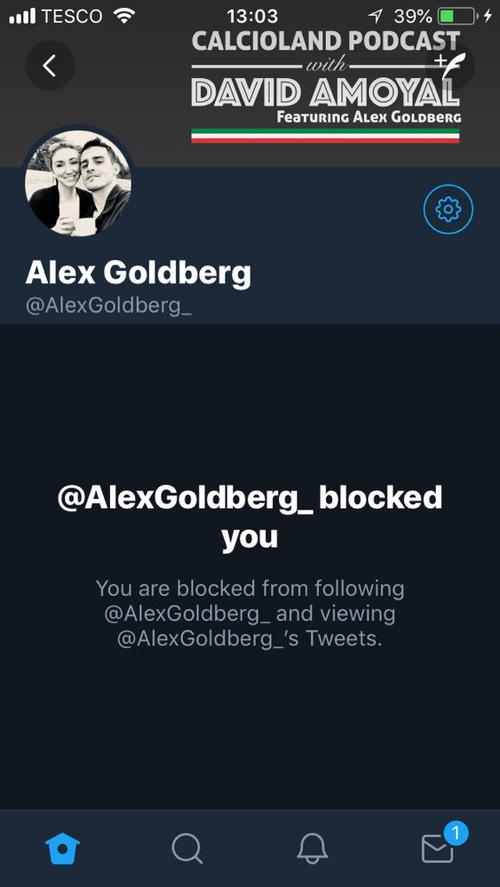 TESCO 13:03 39%
CALCIOLAND PODCAST
with
DAVID AMOYAL
FEATURING ALEX GOLDBERG
Alex Goldberg
@AlexGoldberg_
@AlexGoldberg_ blocked
you
You are blocked from following
@AlexGoldberg_ and viewing
@AlexGoldberg_’s Tweets.
1